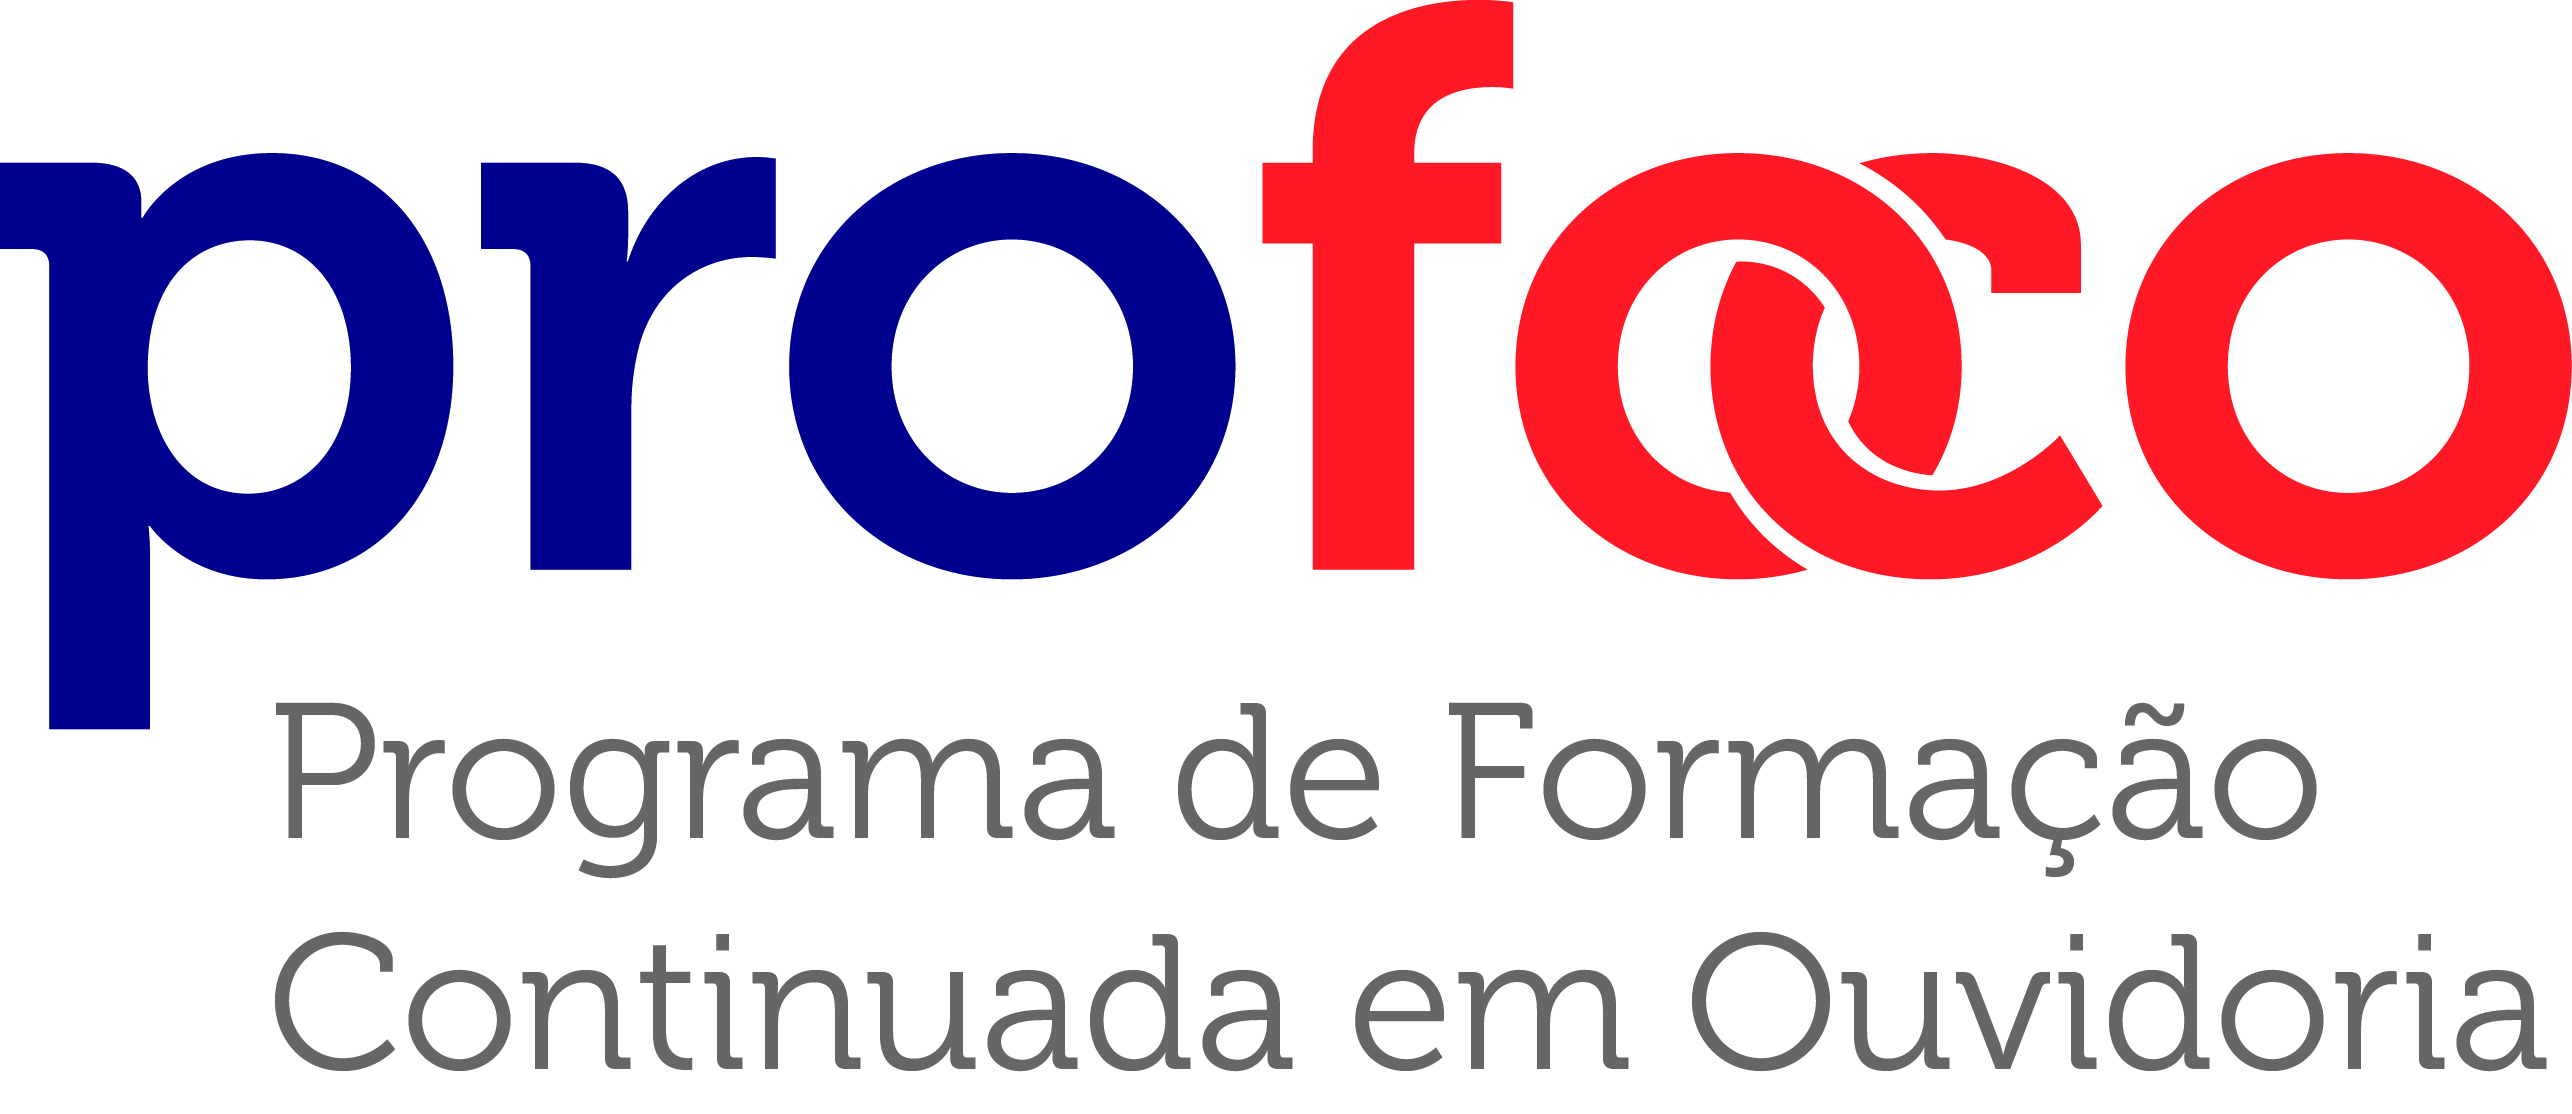 profoco
Programa de Formação
Continuada em Ouvidoria